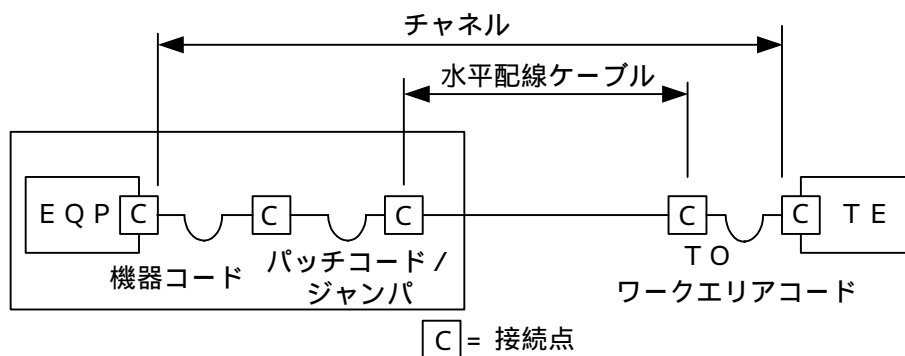 チャネル
水平配線ケーブル
EQP C C C C C TE
機器コード
パッチコード/
ジャンパ
TO
ワークエリアコード
C = 接続点